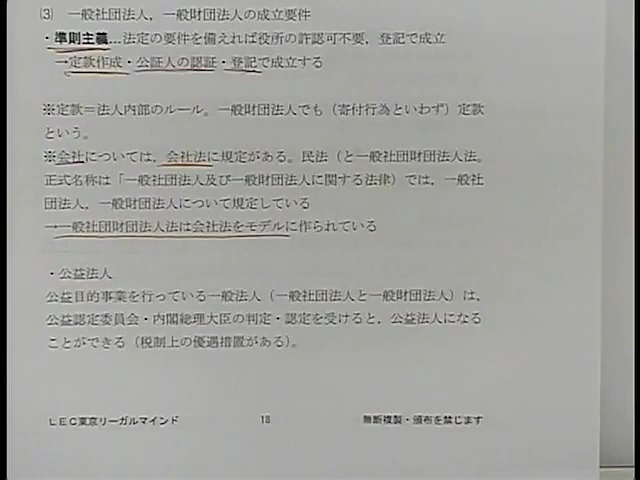 (3) 一般社団法人，一般財団法人の成立要件
・準則主義…法定の要件を備えれば役所の許認可不要，登記で成立
→定款作成・公証人の認証・登記で成立する
※定款＝法人内部のルール。一般財団法人でも（寄付行為といわず）定款
という。
※会社については，会社法に規定がある。民法（と一般社団財団法人法。
正式名称は「一般社団法人及び一般財団法人に関する法律）では，一般社
団法人，一般財団法人について規定している
→一般社団財団法人法は会社法をモデルに作られている
・公益法人
公益目的事業を行っている一般法人（一般社団法人と一般財団法人）は，
公益認定委員会・内閣総理大臣の判定・認定を受けると，公益法人になる
ことができる（税制上の優遇措置がある）。
ＬＥＣ東京リーガルマインド 18 無断複製・頒布を禁じます